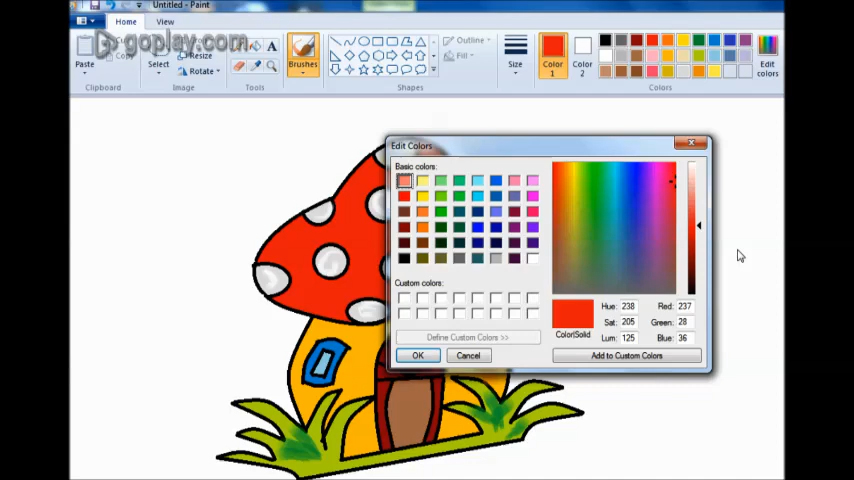 Untitled - Paint
Home View
goplay.com
Paste
Select
Resize
Rotate
Brushes
Outline
Fill
Size
Color
1
Color
2
Edit
colors
Clipboard
Image
Tools
Shapes
Colors
Edit Colors
Basic colors:
Custom colors:
Define Custom Colors >>
OK
Cancel
Hue: 238 Red: 237
Sat: 205 Green: 28
Color|Solid
Lum: 125 Blue: 36
Add to Custom Colors